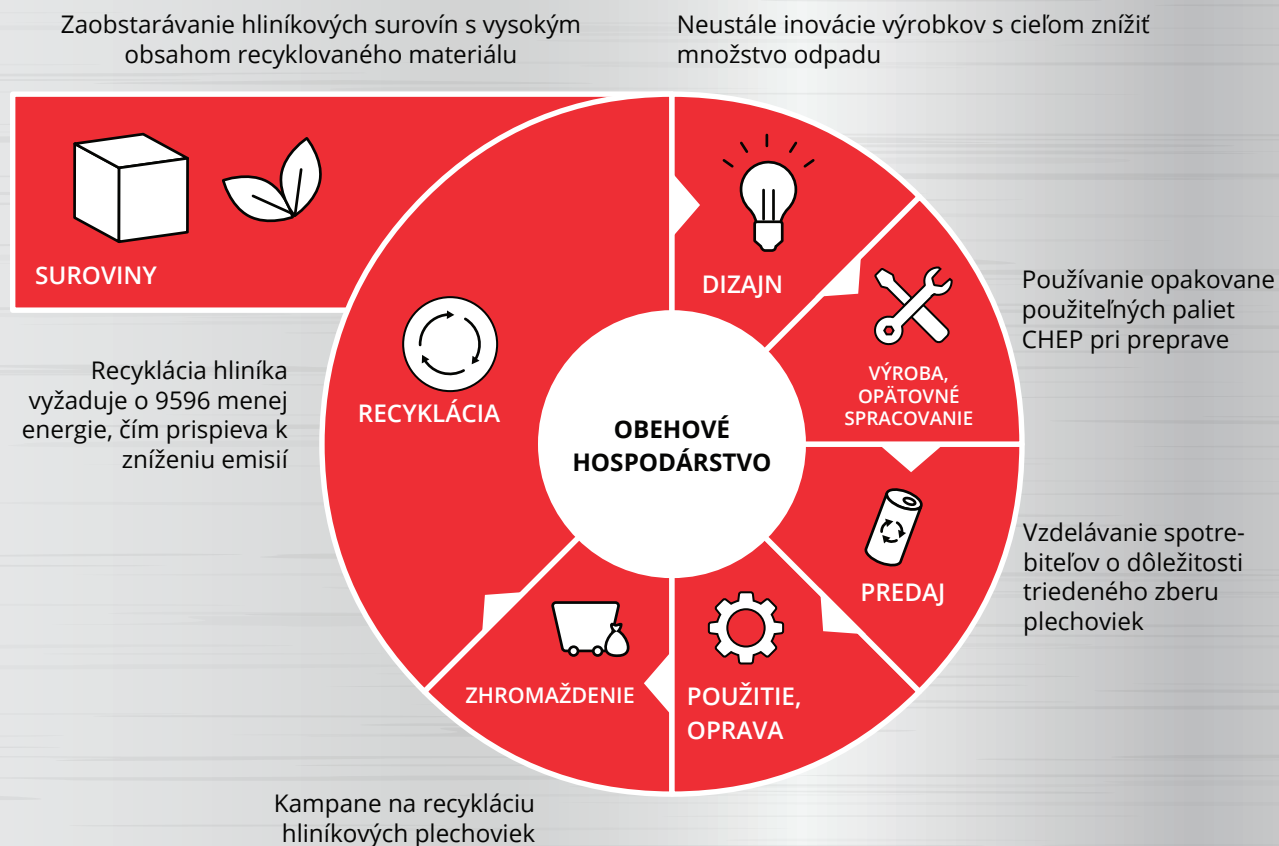 Zaobstarávanie hliníkových surovín s vysokým
obsahom recyklovaného materiálu
Neustále inovácie výrobkov s cieľom znížiť
množstvo odpadu
SUROVINY
DIZAJN
Používanie opakovane
použiteľných paliet
CHEP pri preprave
VÝROBA,
OPÄTOVNÉ
SPRACOVANIE
Recyklácia hliníka
vyžaduje o 9596 menej
energie, čím prispieva k
zníženiu emisií
RECYKLÁCIA
OBEHOVÉ
HOSPODÁRSTVO
Vzdelávanie spotre-
biteľov o dôležitosti
triedeného zberu
plechoviek
PREDAJ
ZHROMAŽDENIE
POUŽITIE,
OPRAVA
Kampane na recykláciu
hliníkových plechoviek